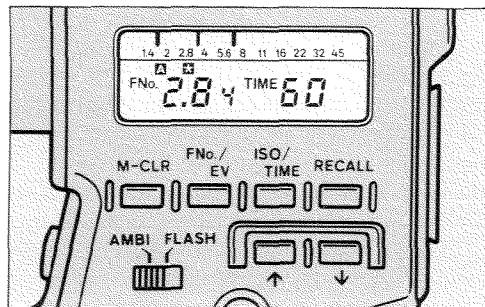 1.4 2 2.8 4 5.6 8 11 16 22 32 45
A
FNo. 2.8 4 TIME 60
M-CLR FNo./EV ISO/TIME RECALL
AMBI FLASH
↑ ↓